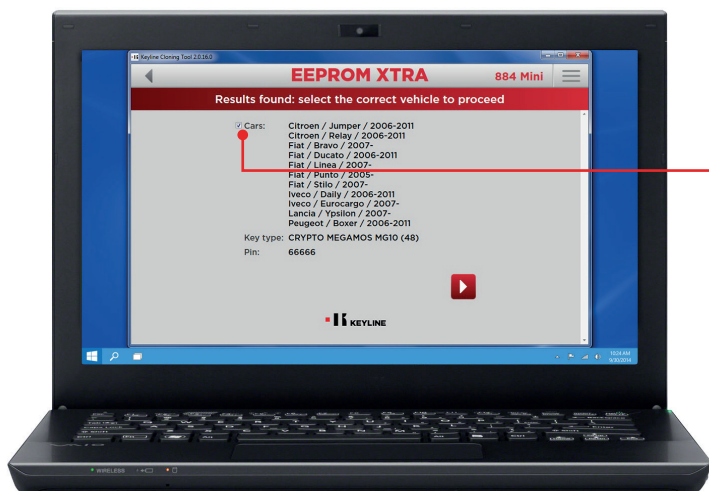 Keyline Cloning Tool 2.0.16.0
EEPROM XTRA
884 Mini
Results found: select the correct vehicle to proceed
Cars: Citroen / Jumper / 2006-2011
Citroen / Relay / 2006-2011
Fiat / Bravo / 2007-
Fiat / Ducato / 2006-2011
Fiat / Linea / 2007-
Fiat / Punto / 2005-
Fiat / Stilo / 2007-
Iveco / Daily / 2006-2011
Iveco / Eurocargo / 2007-
Lancia / Ypsilon / 2007-
Peugeot / Boxer / 2006-2011
Key type: CRYPTO MEGAMOS MG10 (48)
Pin: 66666
KEYLINE
10:24 AM
9/30/2014
WIRELESS